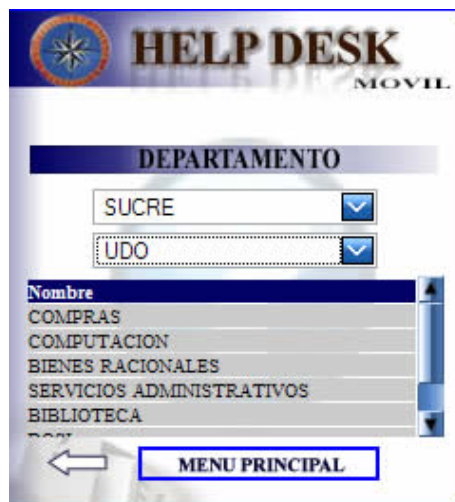 HELP DESK
MOVIL
DEPARTAMENTO
SUCRE
UDO
Nombre
COMPRAS
COMPUTACION
BIENES RACIONALES
SERVICIOS ADMINISTRATIVOS
BIBLIOTECA
MENU PRINCIPAL